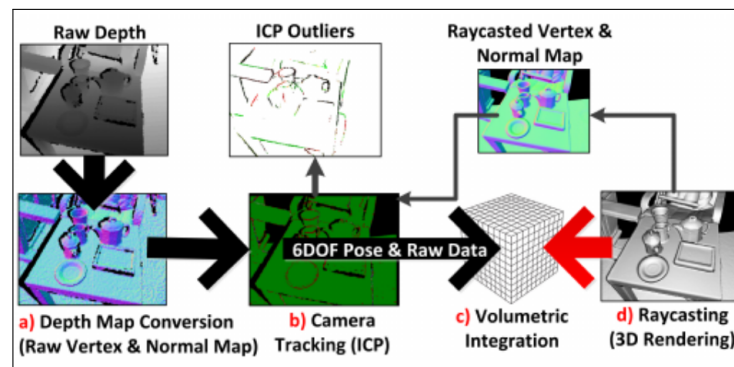 Raw Depth
ICP Outliers
Raycasted Vertex &
Normal Map
6DOF Pose & Raw Data
a) Depth Map Conversion
(Raw Vertex & Normal Map)
b) Camera
Tracking (ICP)
c) Volumetric
Integration
d) Raycasting
(3D Rendering)